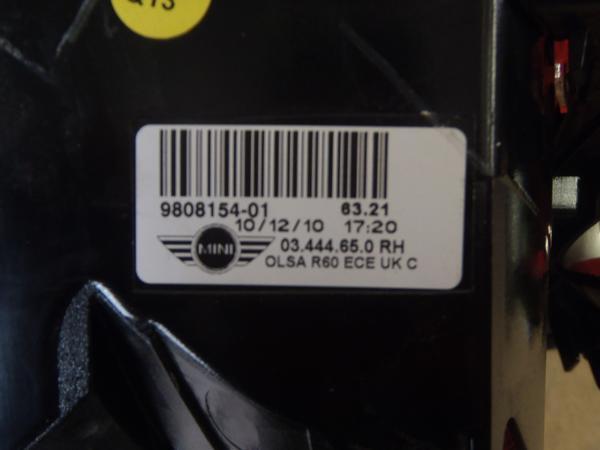 9808154-01 63.21
10/12/10 17:20
MINI 03.444.65.0 RH
OLSA R60 ECE UK C